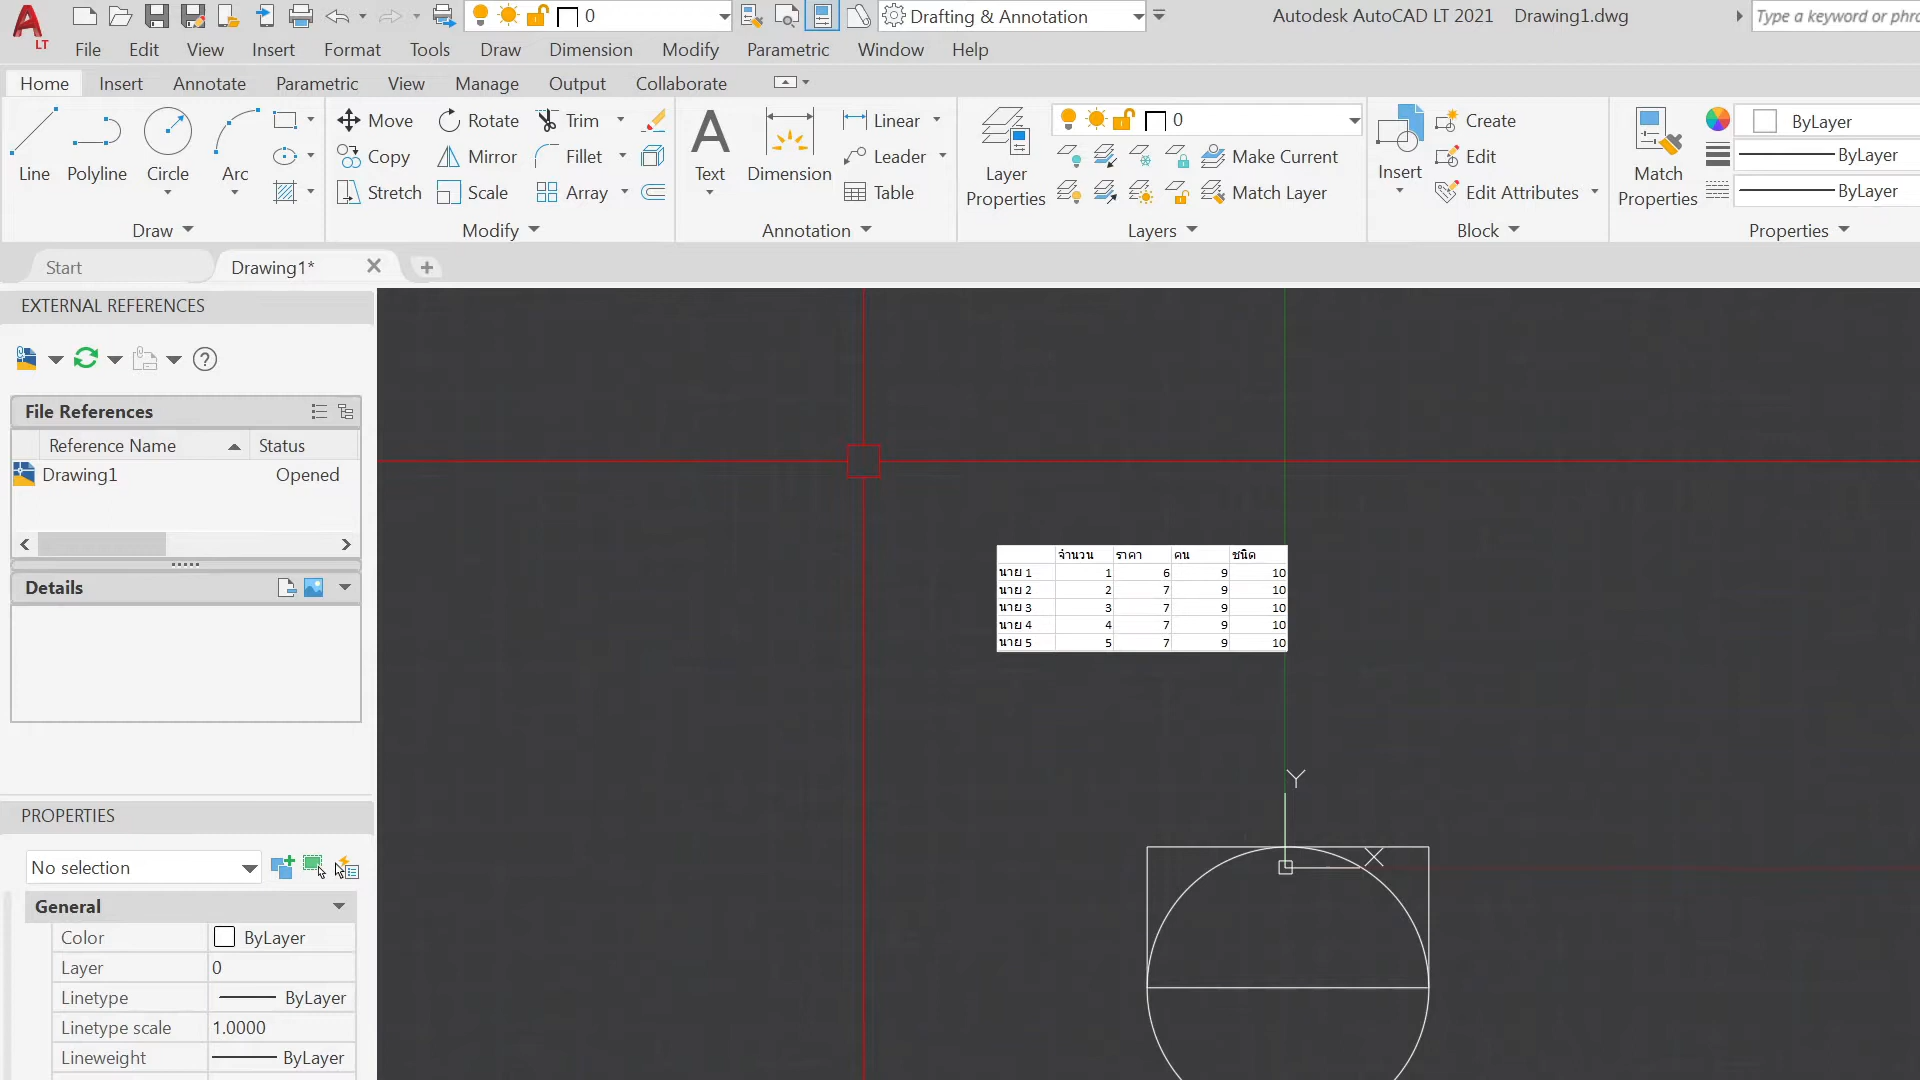 LT
0
Drafting & Annotation
Autodesk AutoCAD LT 2021 Drawing1.dwg
Type a keyword or phra
File Edit View Insert Format Tools Draw Dimension Modify Parametric Window Help
Home Insert Annotate Parametric View Manage Output Collaborate
Line Polyline Circle Arc
Draw
Move Rotate Trim
Copy Mirror Fillet
Stretch Scale Array
Modify
A
Text Dimension
Linear
Leader
Table
Annotation
Layer Properties
0
Make Current
Match Layer
Layers
Insert
Create
Edit
Edit Attributes
Block
Match Properties
ByLayer
ByLayer
ByLayer
Properties
Start Drawing1*
EXTERNAL REFERENCES
File References
Reference Name Status
Drawing1 Opened
Details
PROPERTIES
No selection
General
Color ByLayer
Layer 0
Linetype ByLayer
Linetype scale 1.0000
Lineweight ByLayer
จำนวน ราคา คน ชนิด
นาย 1 1 6 9 10
นาย 2 2 7 9 10
นาย 3 3 7 9 10
นาย 4 4 7 9 10
นาย 5 5 7 9 10
Y
X